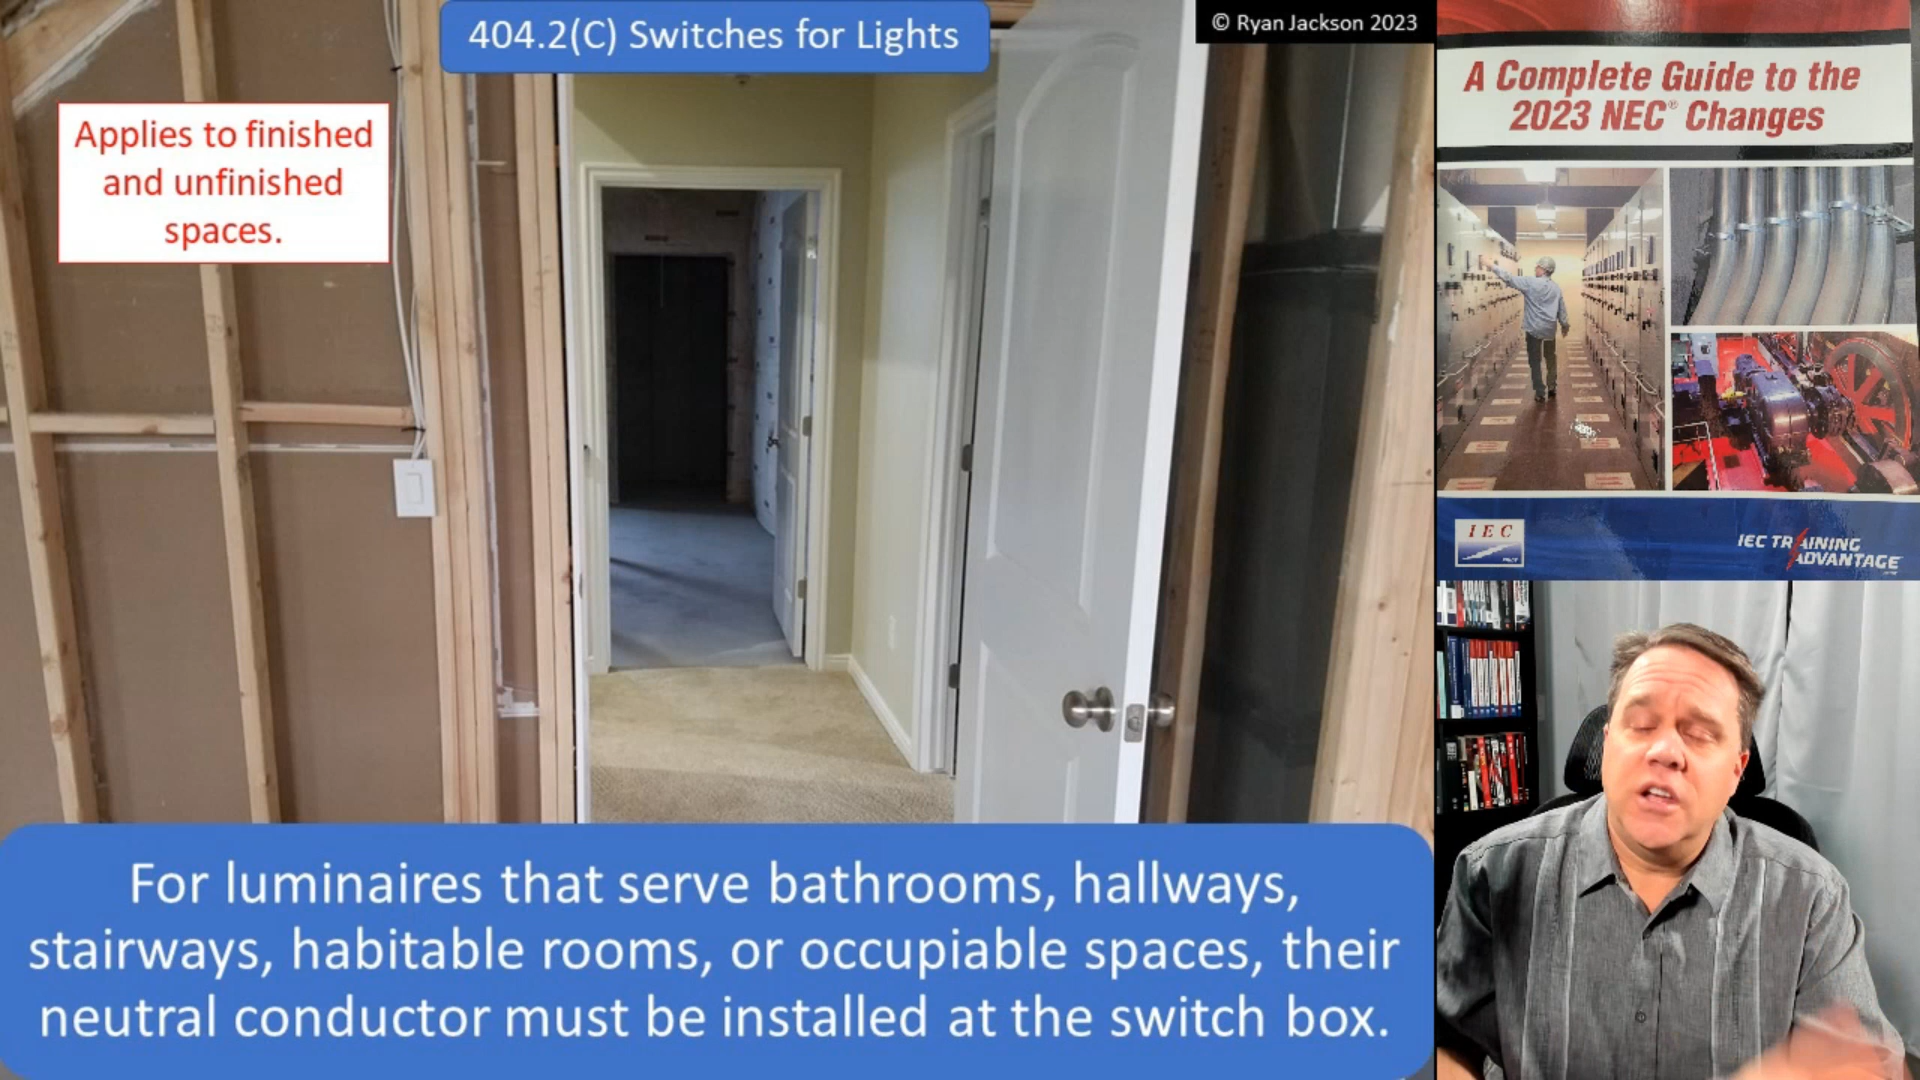 404.2(C) Switches for Lights
© Ryan Jackson 2023
Applies to finished
and unfinished
spaces.
For luminaires that serve bathrooms, hallways,
stairways, habitable rooms, or occupiable spaces, their
neutral conductor must be installed at the switch box.
A Complete Guide to the
2023 NEC® Changes
IEC
IEC TRAINING
ADVANTAGE